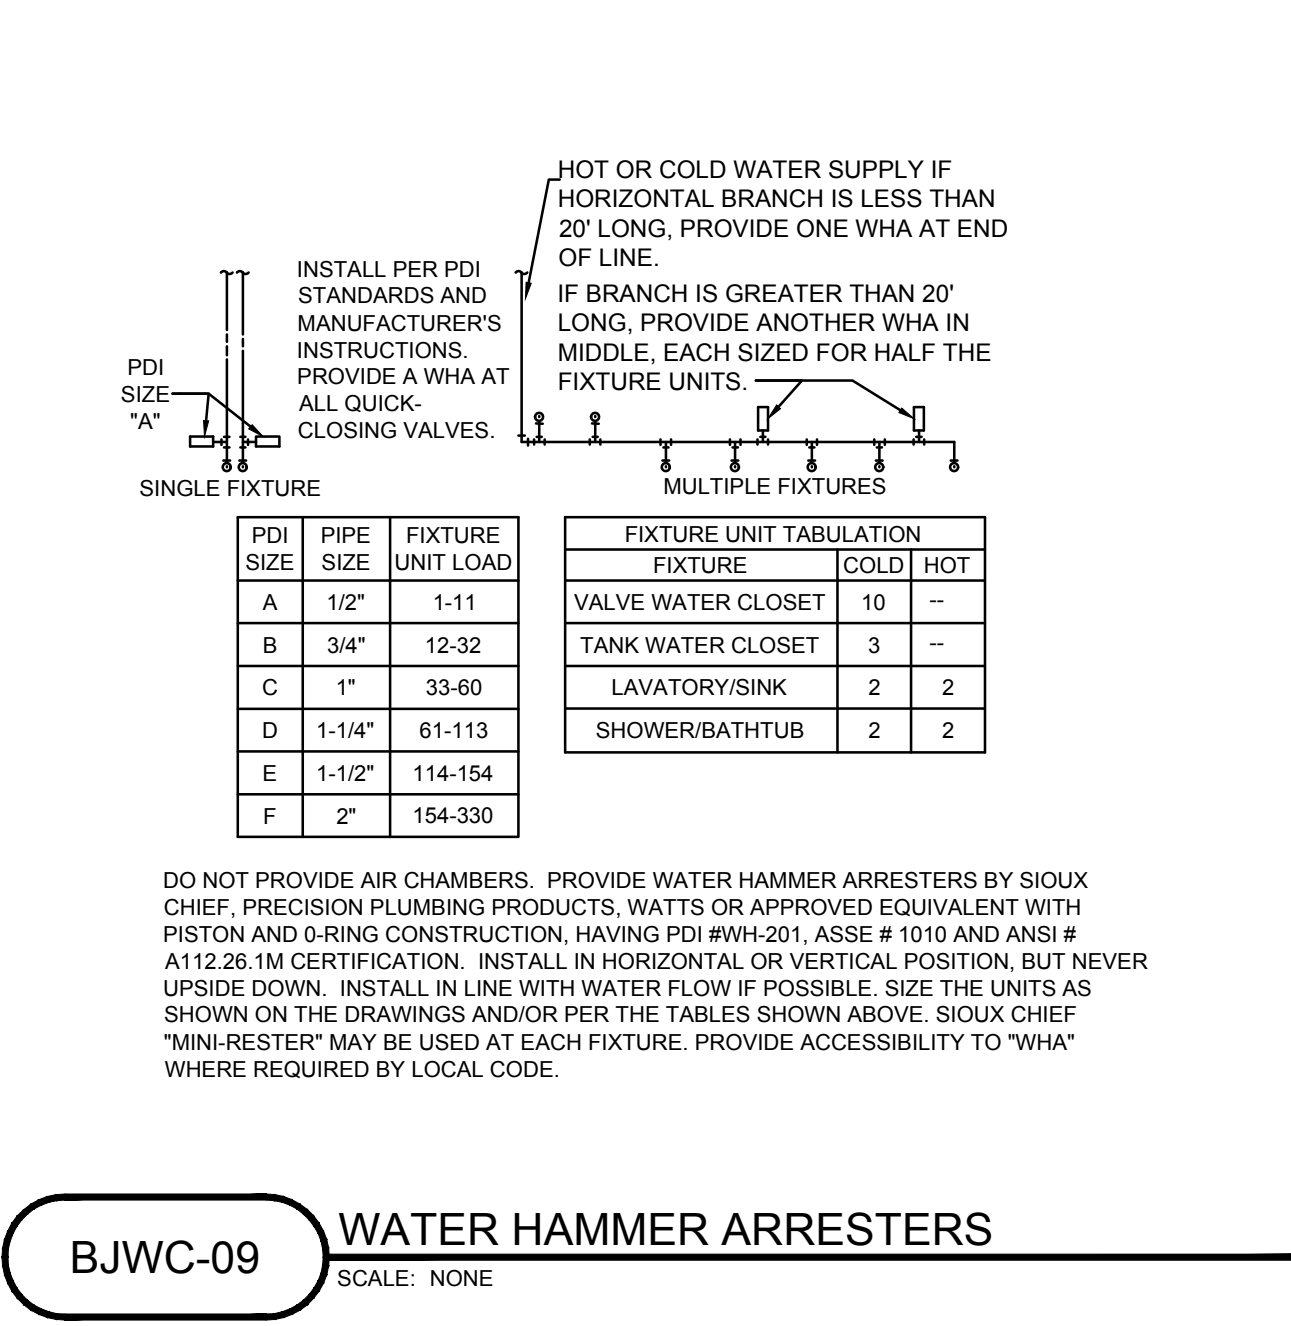 HOT OR COLD WATER SUPPLY IF
HORIZONTAL BRANCH IS LESS THAN
20' LONG, PROVIDE ONE WHA AT END
OF LINE.
IF BRANCH IS GREATER THAN 20'
LONG, PROVIDE ANOTHER WHA IN
MIDDLE, EACH SIZED FOR HALF THE
FIXTURE UNITS.
INSTALL PER PDI
STANDARDS AND
MANUFACTURER'S
INSTRUCTIONS.
PROVIDE A WHA AT
ALL QUICK-
CLOSING VALVES.
PDI
SIZE
"A"
SINGLE FIXTURE
MULTIPLE FIXTURES
PDI SIZE PIPE SIZE FIXTURE UNIT LOAD
A 1/2" 1-11
B 3/4" 12-32
C 1" 33-60
D 1-1/4" 61-113
E 1-1/2" 114-154
F 2" 154-330
FIXTURE UNIT TABULATION
FIXTURE COLD HOT
VALVE WATER CLOSET 10 --
TANK WATER CLOSET 3 --
LAVATORY/SINK 2 2
SHOWER/BATHTUB 2 2
DO NOT PROVIDE AIR CHAMBERS. PROVIDE WATER HAMMER ARRESTERS BY SIOUX
CHIEF, PRECISION PLUMBING PRODUCTS, WATTS OR APPROVED EQUIVALENT WITH
PISTON AND 0-RING CONSTRUCTION, HAVING PDI #WH-201, ASSE # 1010 AND ANSI #
A112.26.1M CERTIFICATION. INSTALL IN HORIZONTAL OR VERTICAL POSITION, BUT NEVER
UPSIDE DOWN. INSTALL IN LINE WITH WATER FLOW IF POSSIBLE. SIZE THE UNITS AS
SHOWN ON THE DRAWINGS AND/OR PER THE TABLES SHOWN ABOVE. SIOUX CHIEF
"MINI-RESTER" MAY BE USED AT EACH FIXTURE. PROVIDE ACCESSIBILITY TO "WHA"
WHERE REQUIRED BY LOCAL CODE.
BJWC-09
WATER HAMMER ARRESTERS
SCALE: NONE